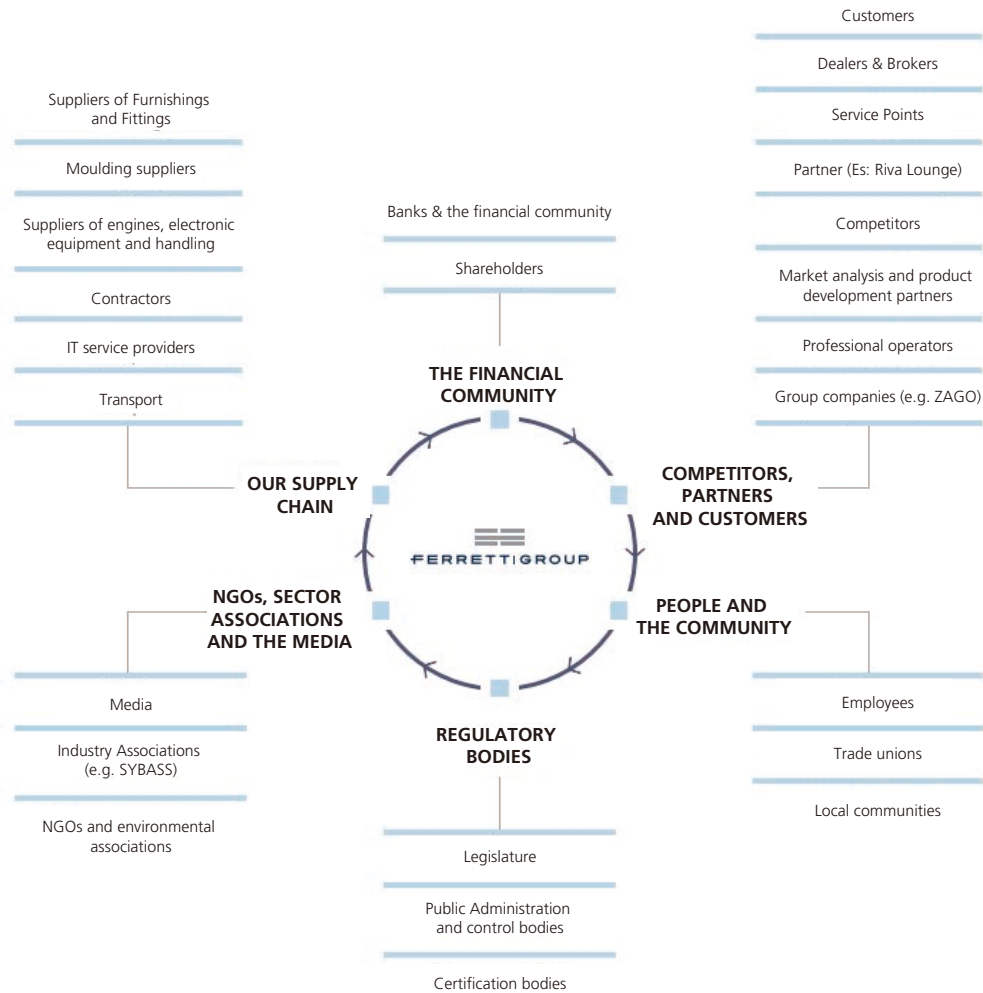 Suppliers of Furnishings
and Fittings
Moulding suppliers
Suppliers of engines, electronic
equipment and handling
Contractors
IT service providers
Transport
OUR SUPPLY
CHAIN
Banks & the financial community
Shareholders
THE FINANCIAL
COMMUNITY
Customers
Dealers & Brokers
Service Points
Partner (Es: Riva Lounge)
Competitors
Market analysis and product
development partners
Professional operators
Group companies (e.g. ZAGO)
COMPETITORS,
PARTNERS
AND CUSTOMERS
FERRETTIGROUP
NGOs, SECTOR
ASSOCIATIONS
AND THE MEDIA
Media
Industry Associations
(e.g. SYBASS)
NGOs and environmental
associations
REGULATORY
BODIES
Legislature
Public Administration
and control bodies
Certification bodies
PEOPLE AND
THE COMMUNITY
Employees
Trade unions
Local communities